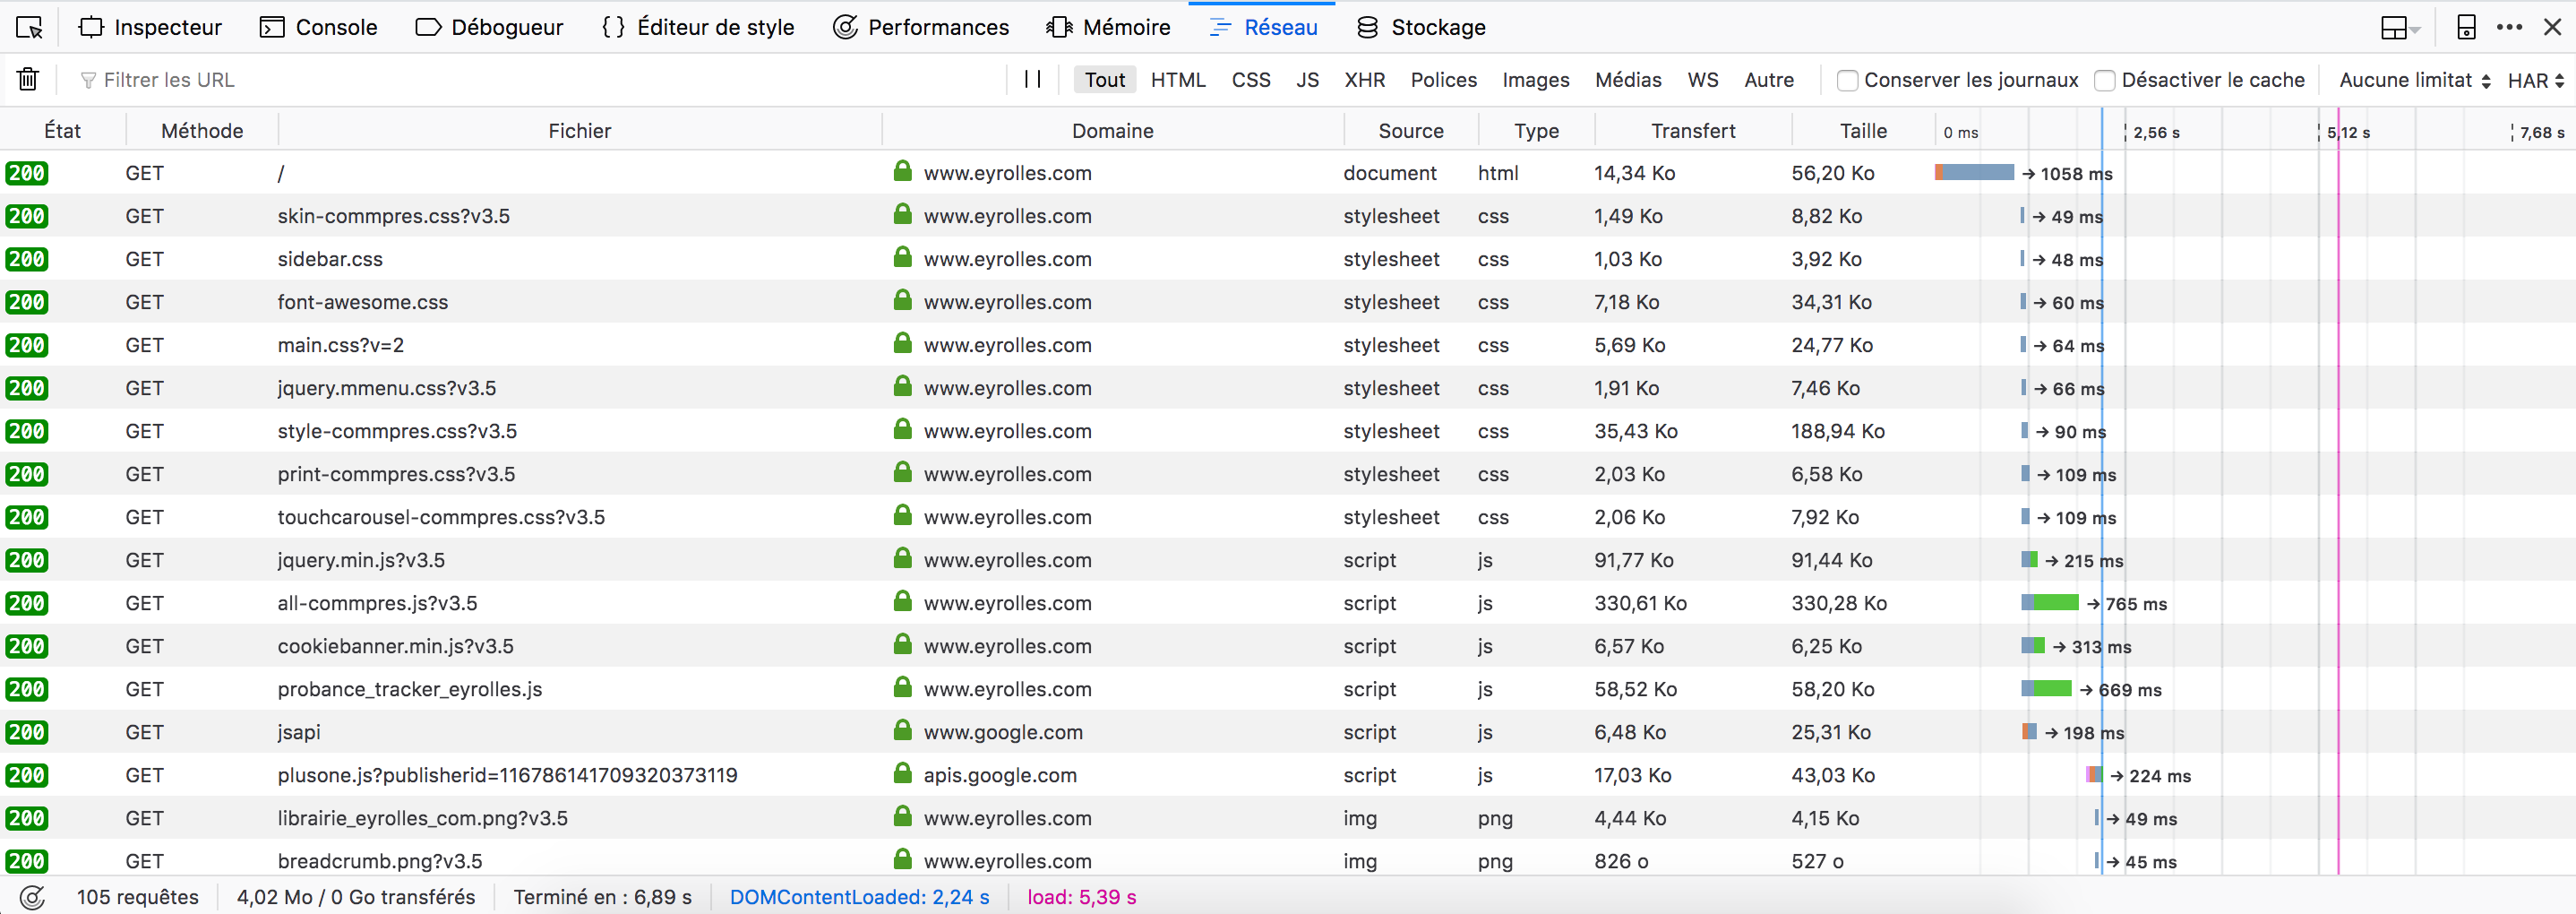 Inspecteur Console Débogueur {} Éditeur de style Performances Mémoire Réseau Stockage
Filtrer les URL Tout HTML CSS JS XHR Polices Images Médias WS Autre Conserver les journaux Désactiver le cache Aucune limitat HAR
État Méthode Fichier Domaine Source Type Transfert Taille 0 ms 2,56 s 5,12 s 7,68 s
200 GET / www.eyrolles.com document html 14,34 Ko 56,20 Ko → 1058 ms
200 GET skin-commpres.css?v3.5 www.eyrolles.com stylesheet css 1,49 Ko 8,82 Ko → 49 ms
200 GET sidebar.css www.eyrolles.com stylesheet css 1,03 Ko 3,92 Ko → 48 ms
200 GET font-awesome.css www.eyrolles.com stylesheet css 7,18 Ko 34,31 Ko → 60 ms
200 GET main.css?v=2 www.eyrolles.com stylesheet css 5,69 Ko 24,77 Ko → 64 ms
200 GET jquery.mmenu.css?v3.5 www.eyrolles.com stylesheet css 1,91 Ko 7,46 Ko → 66 ms
200 GET style-commpres.css?v3.5 www.eyrolles.com stylesheet css 35,43 Ko 188,94 Ko → 90 ms
200 GET print-commpres.css?v3.5 www.eyrolles.com stylesheet css 2,03 Ko 6,58 Ko → 109 ms
200 GET touchcarousel-commpres.css?v3.5 www.eyrolles.com stylesheet css 2,06 Ko 7,92 Ko → 109 ms
200 GET jquery.min.js?v3.5 www.eyrolles.com script js 91,77 Ko 91,44 Ko → 215 ms
200 GET all-commpres.js?v3.5 www.eyrolles.com script js 330,61 Ko 330,28 Ko → 765 ms
200 GET cookiebanner.min.js?v3.5 www.eyrolles.com script js 6,57 Ko 6,25 Ko → 313 ms
200 GET probance_tracker_eyrolles.js www.eyrolles.com script js 58,52 Ko 58,20 Ko → 669 ms
200 GET jsapi www.google.com script js 6,48 Ko 25,31 Ko → 198 ms
200 GET plusone.js?publisherid=116786141709320373119 apis.google.com script js 17,03 Ko 43,03 Ko → 224 ms
200 GET librairie_eyrolles_com.png?v3.5 www.eyrolles.com img png 4,44 Ko 4,15 Ko → 49 ms
200 GET breadcrumb.png?v3.5 www.eyrolles.com img png 826 o 527 o → 45 ms
105 requêtes 4,02 Mo / 0 Go transférés Terminé en : 6,89 s DOMContentLoaded: 2,24 s load: 5,39 s